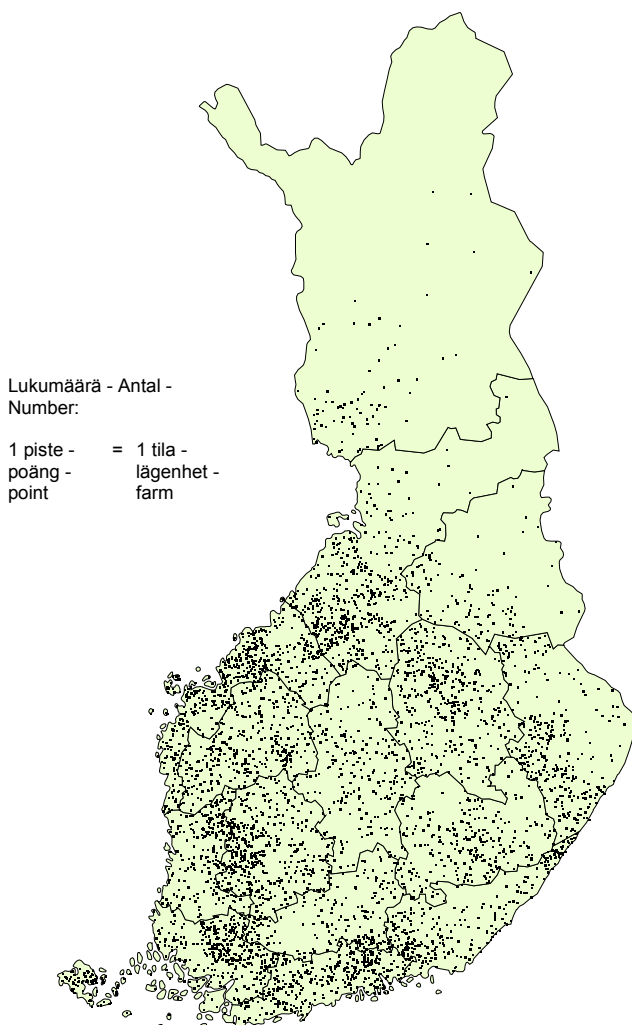 Lukumäärä - Antal -
Number:
1 piste - = 1 tila -
poäng - lägenhet -
point farm